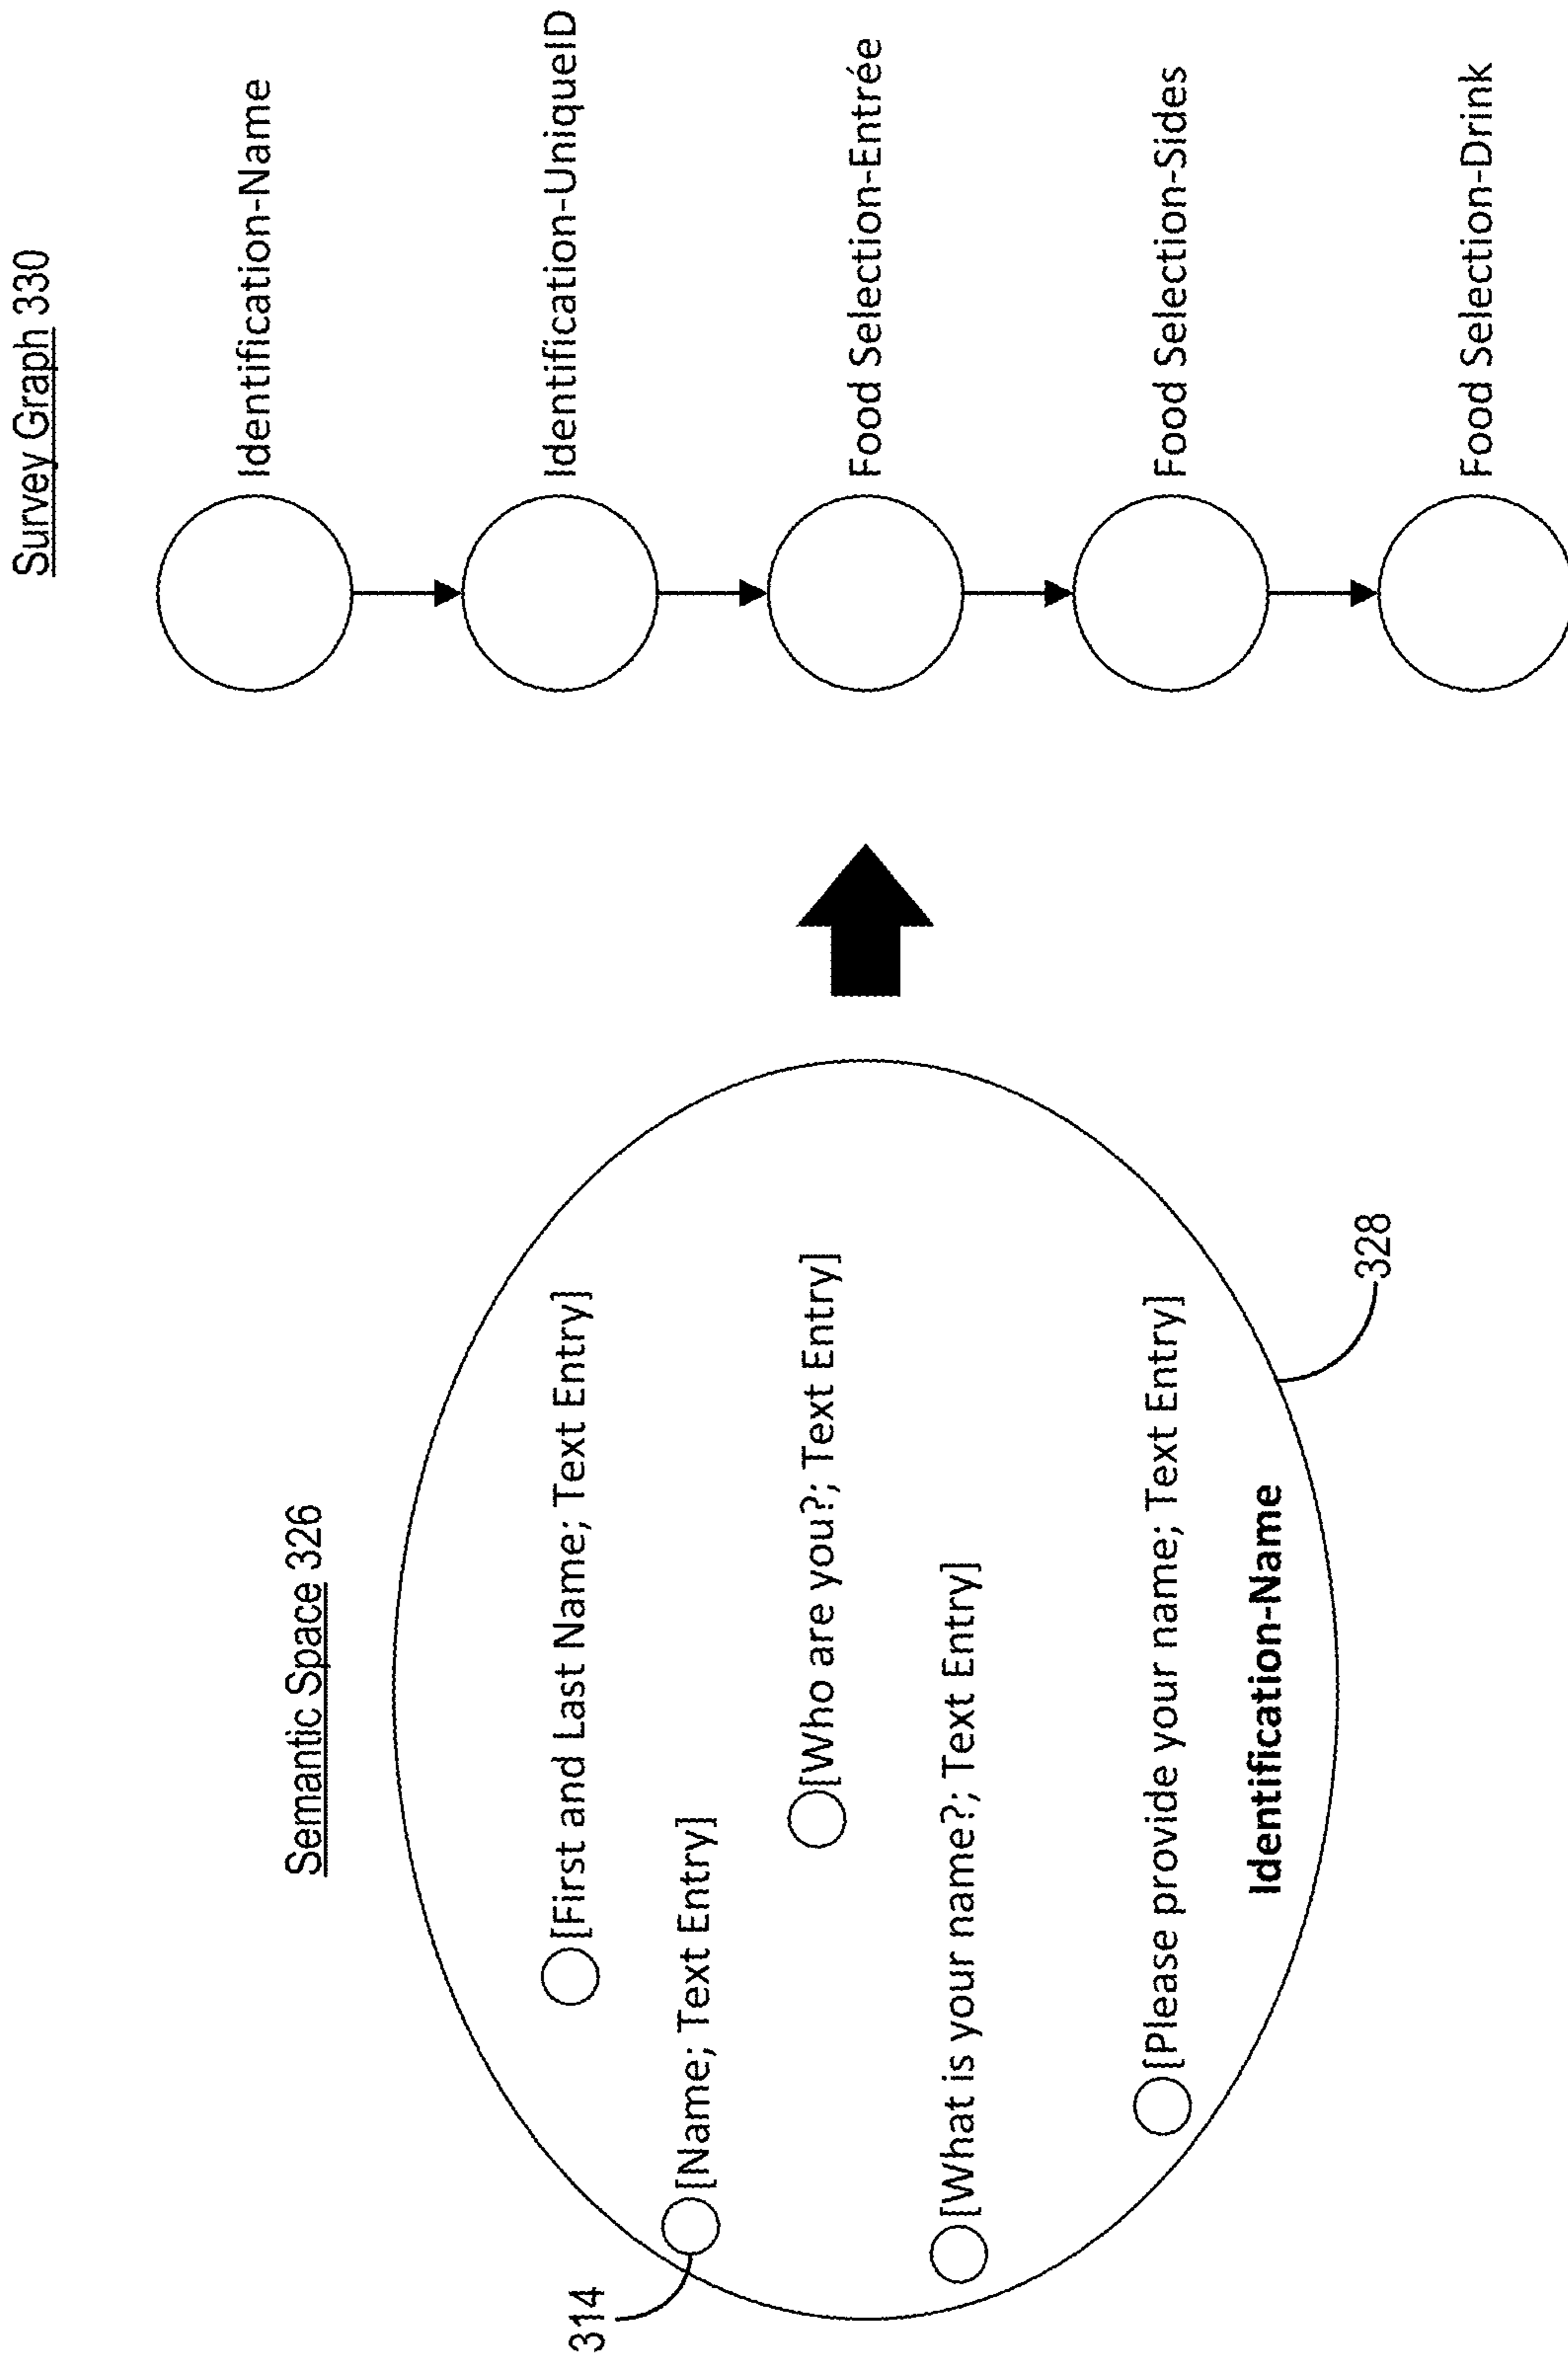 Semantic Space 326
314
[First and Last Name; Text Entry]
[Name; Text Entry]
[Who are you?; Text Entry]
[What is your name?; Text Entry]
[Please provide your name; Text Entry]
Identification-Name
328
Survey Graph 330
Identification-Name
Identification-UniqueID
Food Selection-Entrée
Food Selection-Sides
Food Selection-Drink